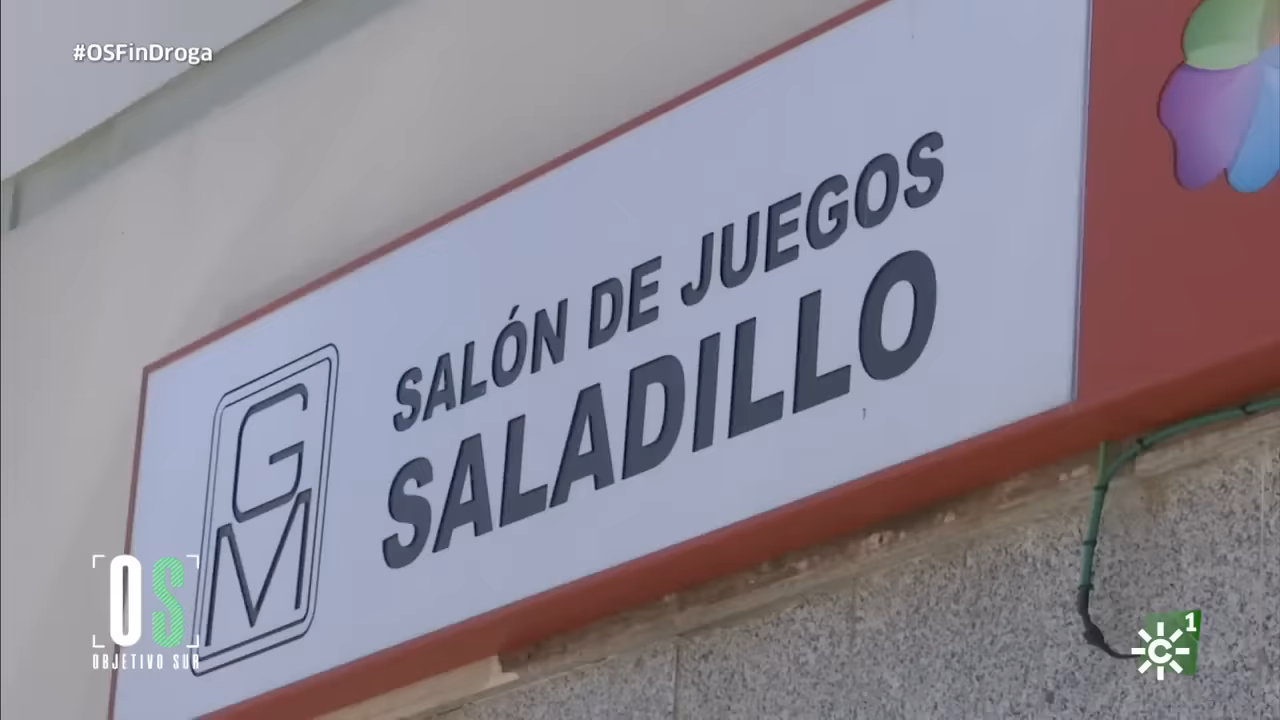 #OSFinDroga
SALÓN DE JUEGOS
SALADILLO
GM
OS
OBJETIVO SUR
1